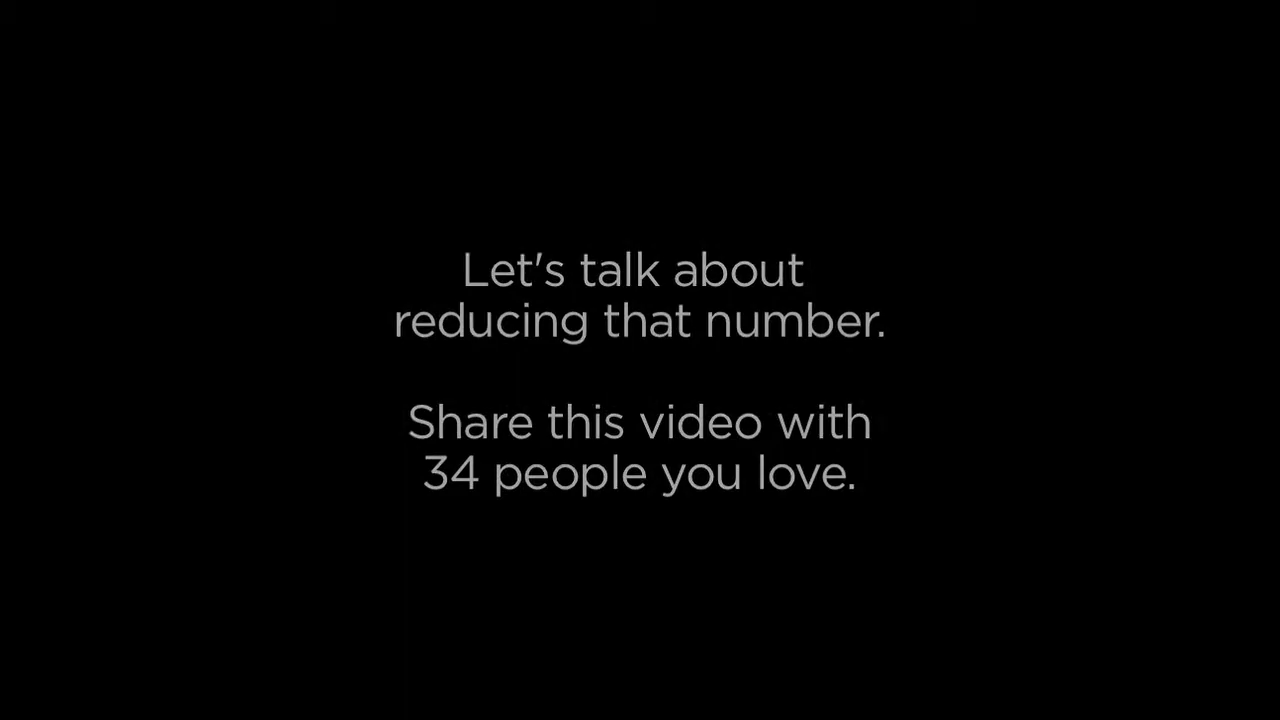 Let's talk about
reducing that number.
Share this video with
34 people you love.